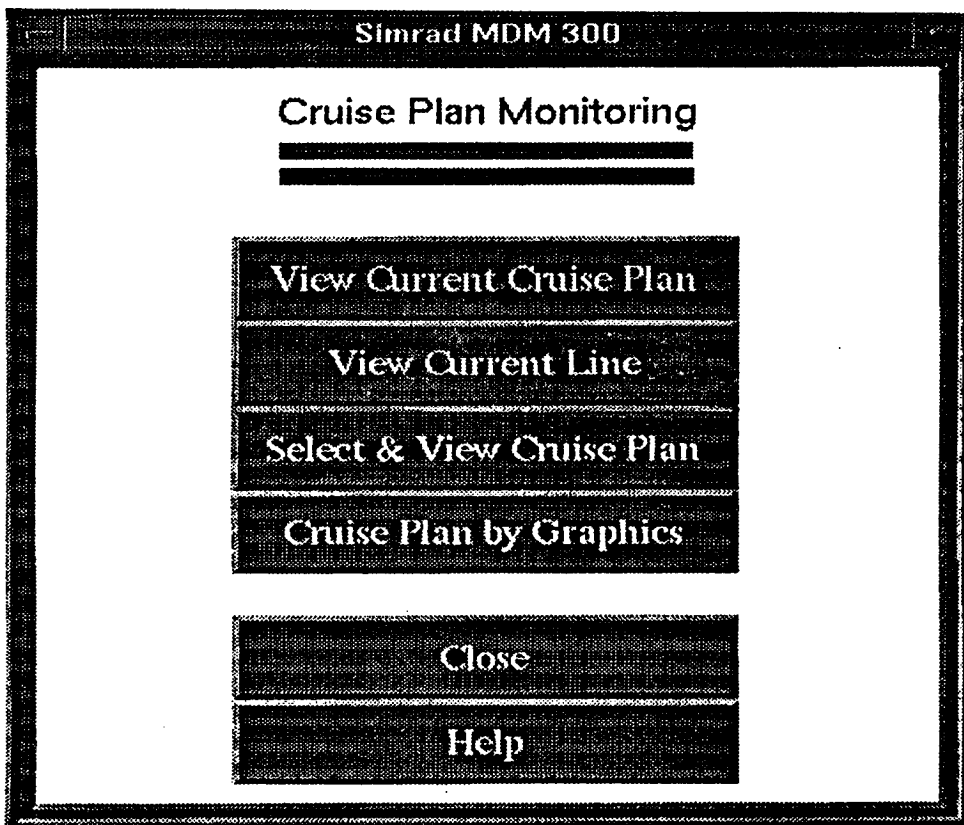 Simrad MDM 300
Cruise Plan Monitoring
View Current Cruise Plan
View Current Line
Select & View Cruise Plan
Cruise Plan by Graphics
Close
Help